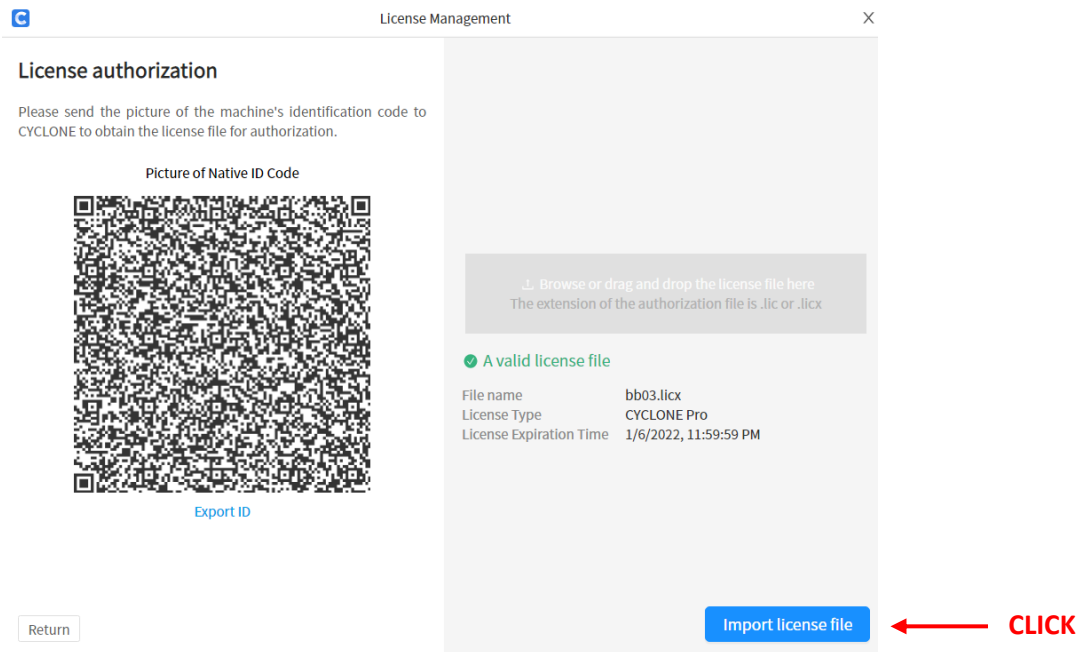 C
License Management
X
License authorization
Please send the picture of the machine's identification code to
CYCLONE to obtain the license file for authorization.
Picture of Native ID Code
Export ID
Return
Browse or drag and drop the license file here
The extension of the authorization file is .lic or .licx
A valid license file
File name bb03.licx
License Type CYCLONE Pro
License Expiration Time 1/6/2022, 11:59:59 PM
Import license file
CLICK